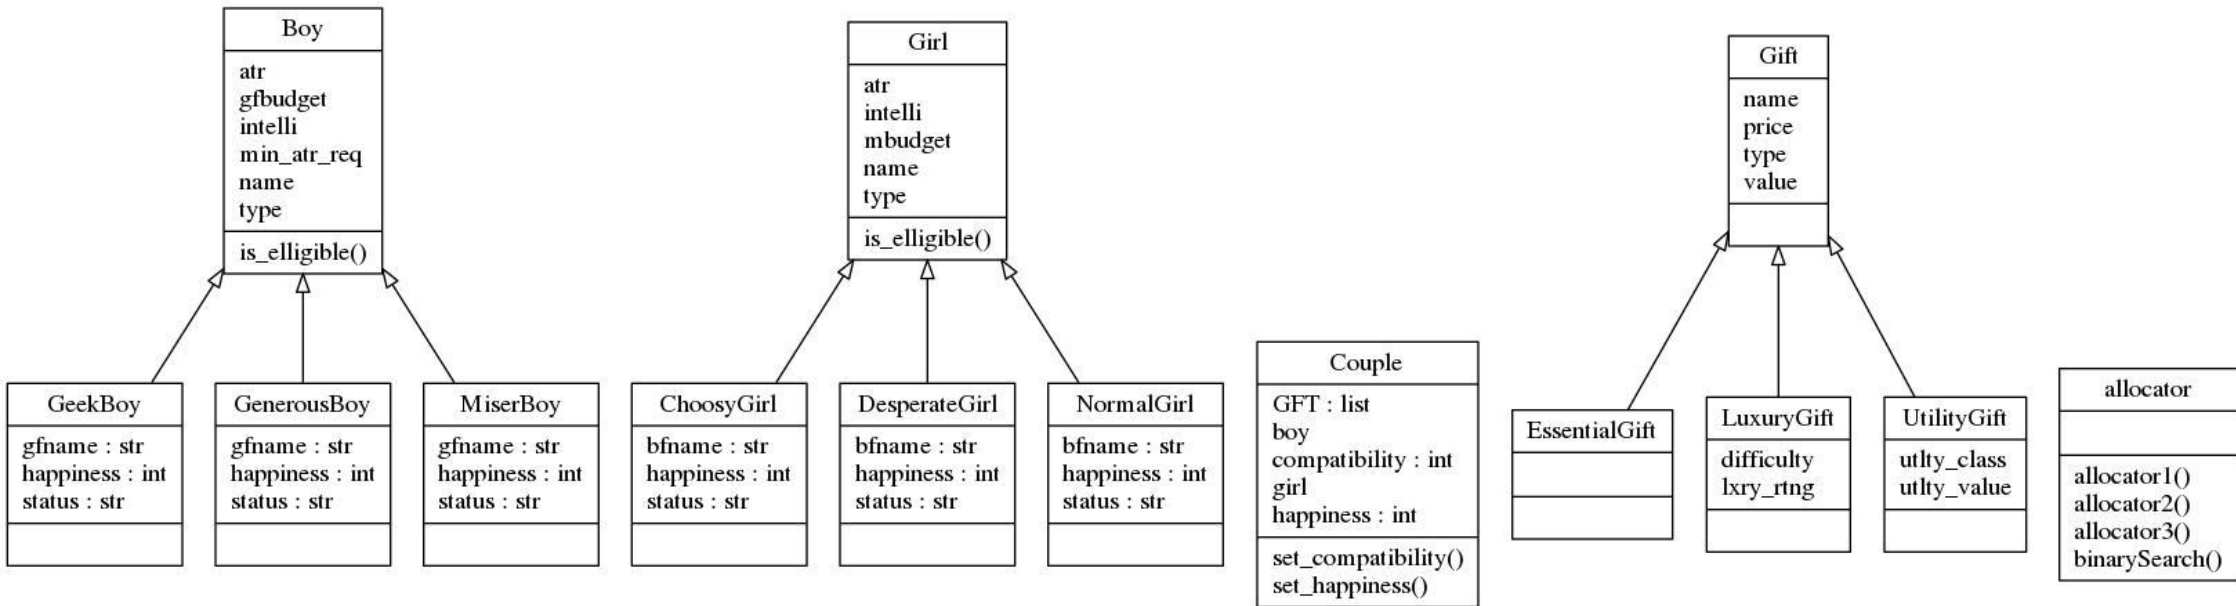 Boy
atr
gfbudget
intelli
min_atr_req
name
type
is_elligible()
Girl
atr
intelli
mbudget
name
type
is_elligible()
Gift
name
price
type
value
GeekBoy
gfname : str
happiness : int
status : str
GenerousBoy
gfname : str
happiness : int
status : str
MiserBoy
gfname : str
happiness : int
status : str
ChoosyGirl
bfname : str
happiness : int
status : str
DesperateGirl
bfname : str
happiness : int
status : str
NormalGirl
bfname : str
happiness : int
status : str
Couple
GFT : list
boy
compatibility : int
girl
happiness : int
set_compatibility()
set_happiness()
EssentialGift
LuxuryGift
difficulty
lxry_rtng
UtilityGift
utlty_class
utlty_value
allocator
allocator1()
allocator2()
allocator3()
binarySearch()